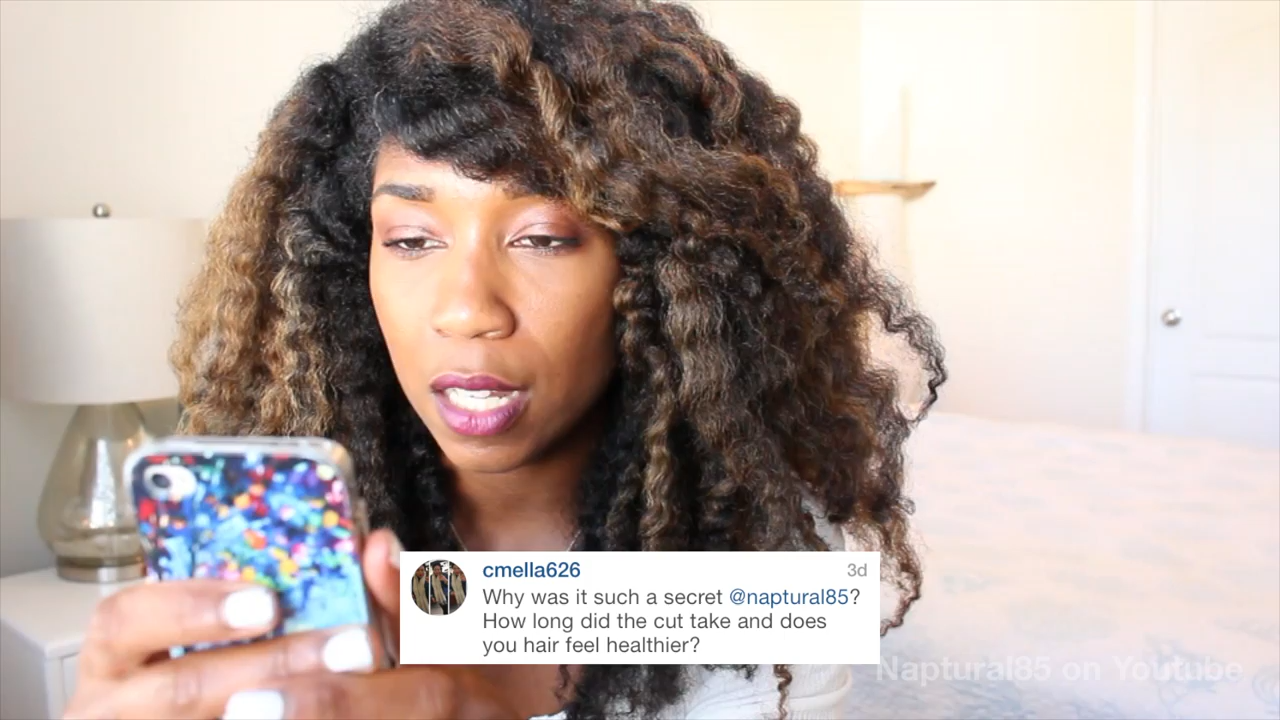 cmella626 3d
Why was it such a secret @naptural85?
How long did the cut take and does
you hair feel healthier?
Naptural85 on Youtube